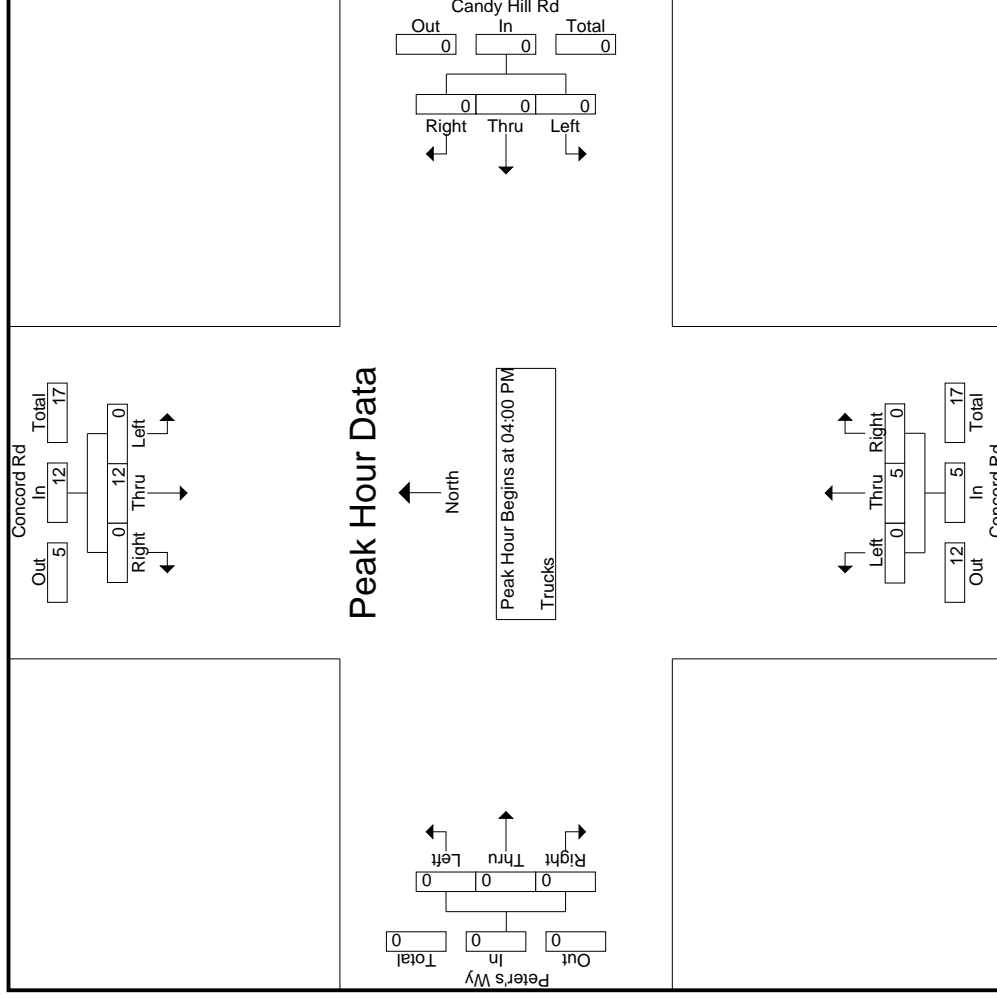 Candy Hill Rd
Out In Total
0 0 0
0 0 0
Right Thru Left
Concord Rd
Out In Total
5 12 17
0 12 0
Right Thru Left
Peak Hour Data
North
Peak Hour Begins at 04:00 PM
Trucks
Left Thru Right
0 5 0
12 5 17
Out In Total
Concord Rd
Left Thru Right
0 0 0
0 0 0
Total In Out
Peter's Wy